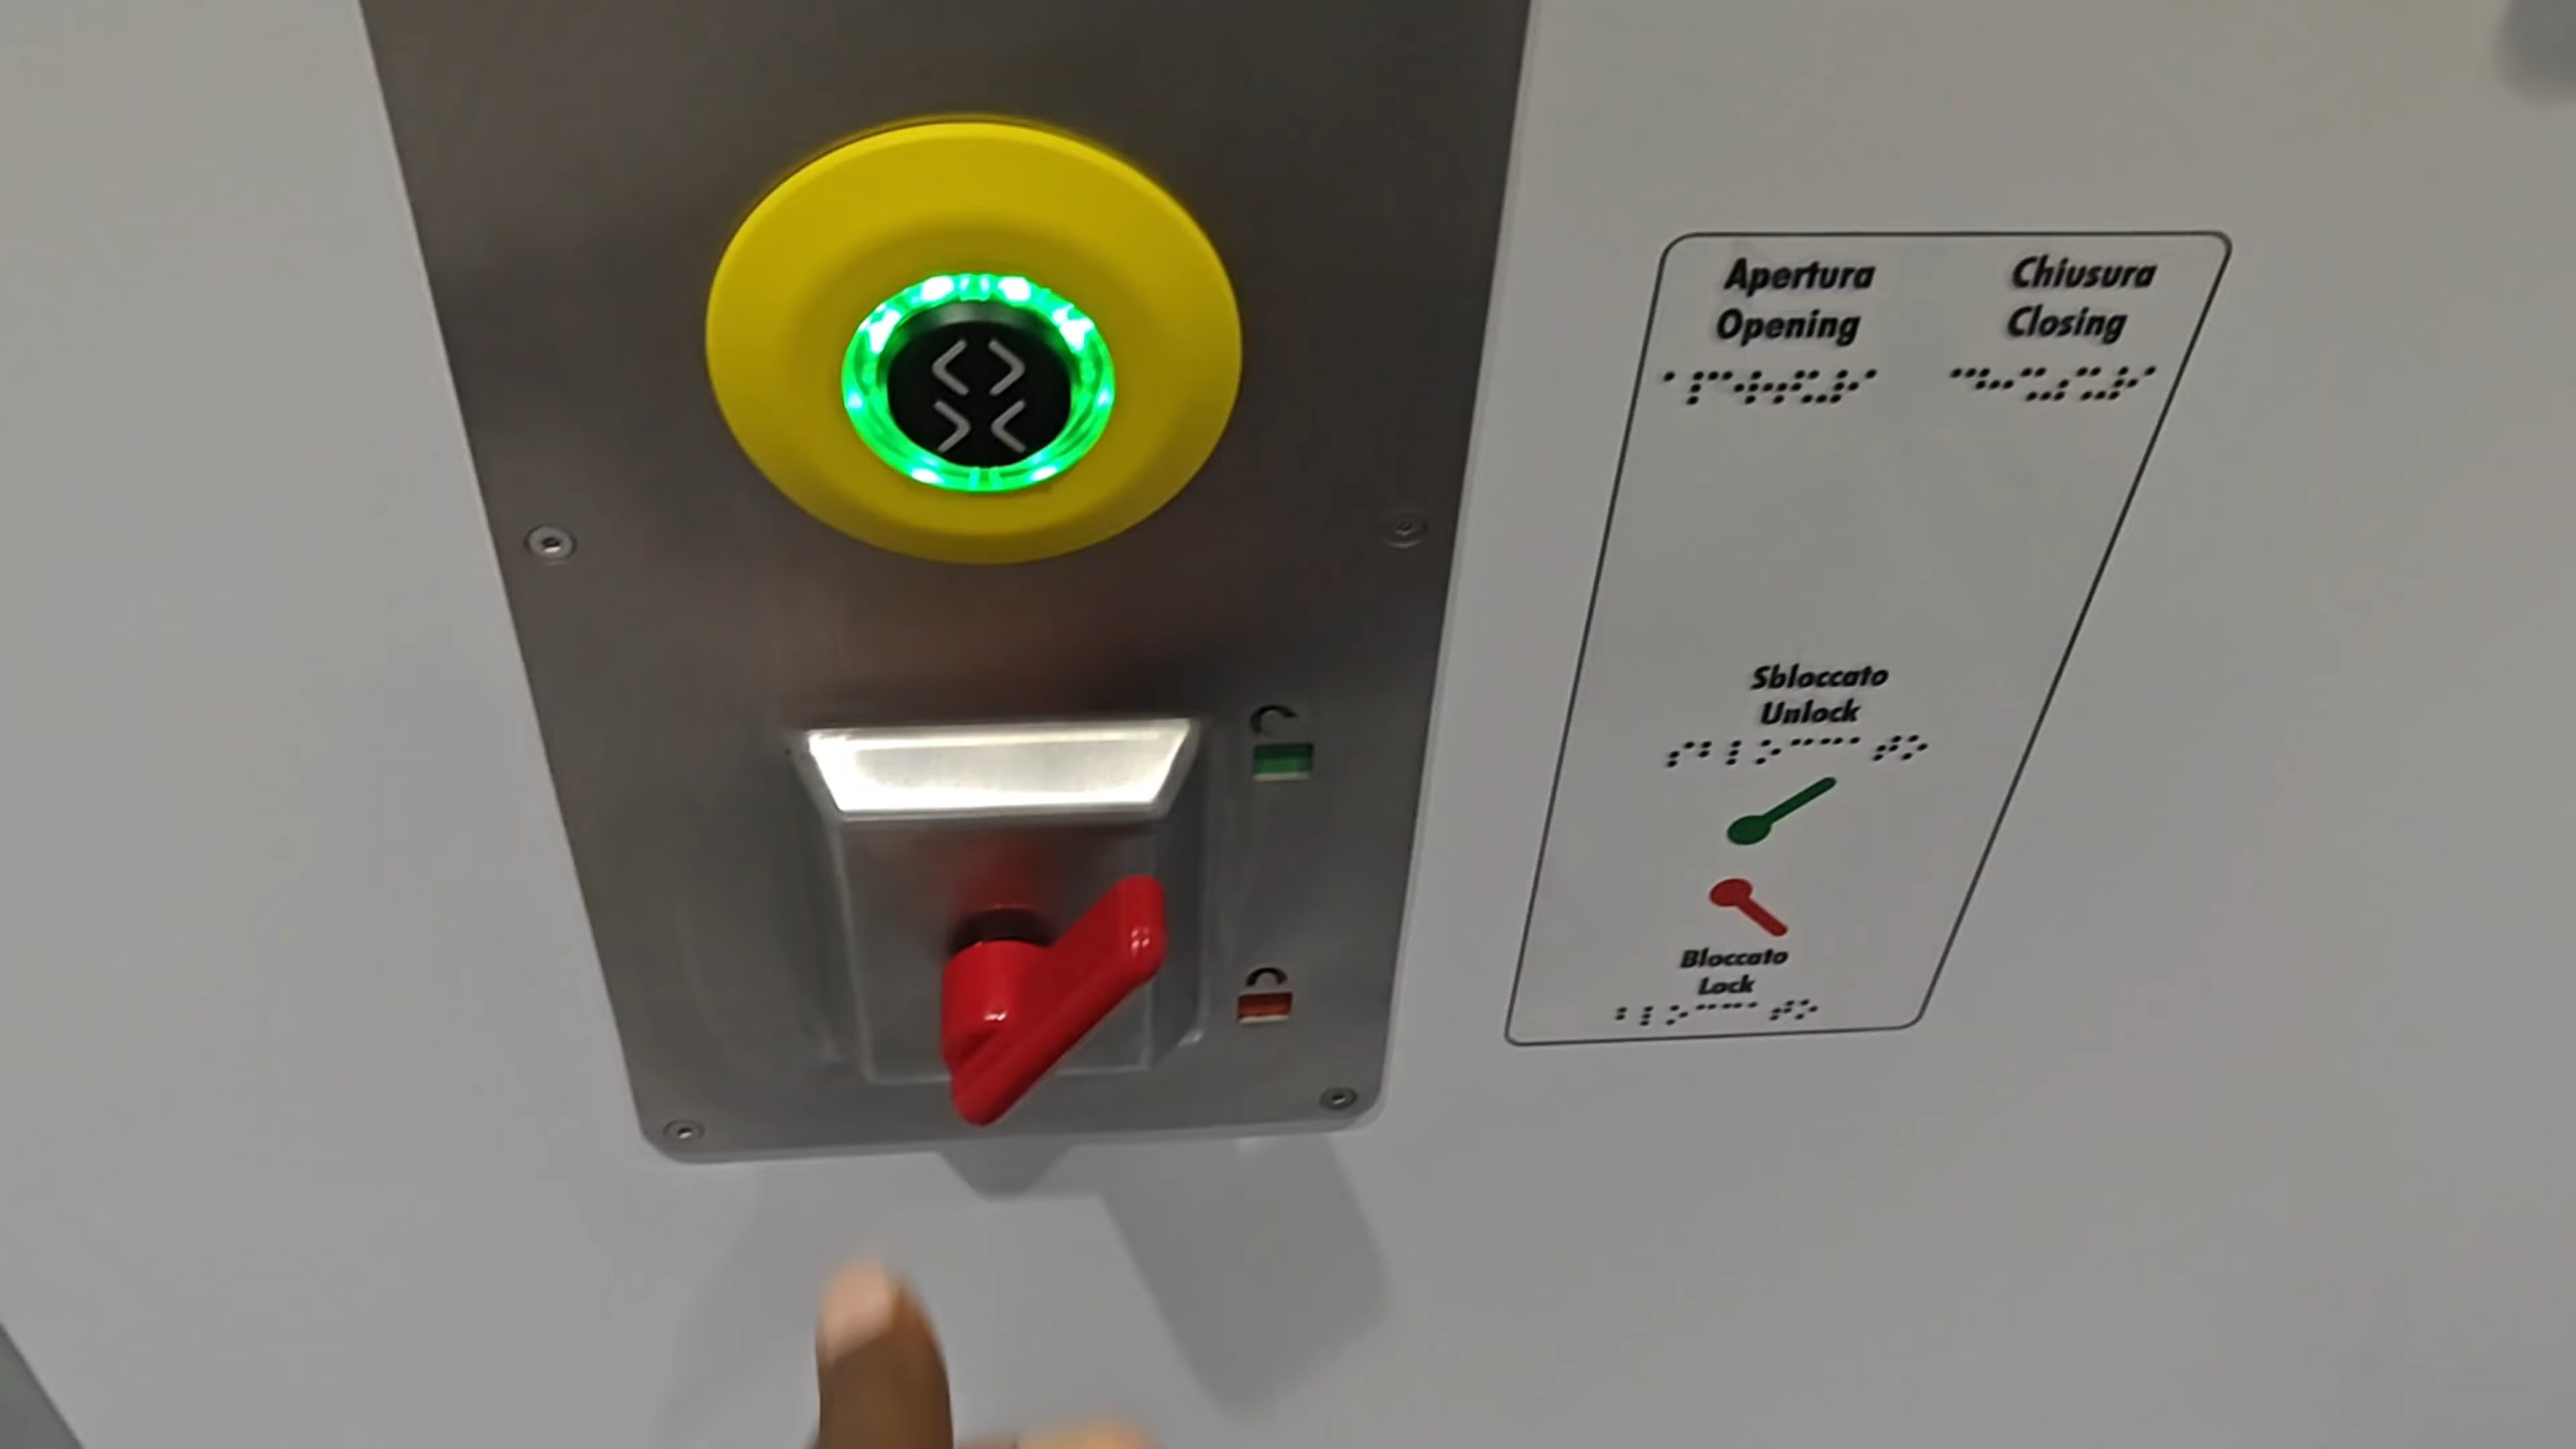 Apertura
Opening
Chiusura
Closing
Sbloccato
Unlock
Bloccato
Lock